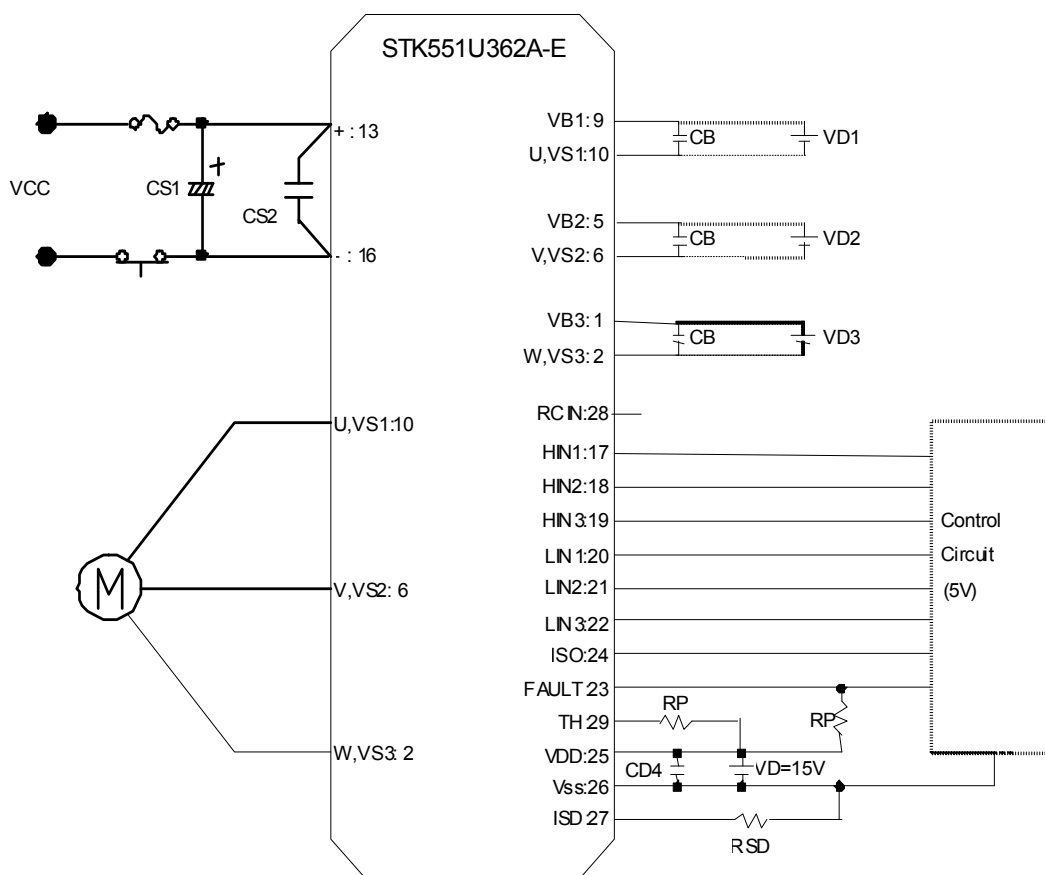 STK551U362A-E
VCC
CS1
+
CS2
+ : 13
- : 16
U,VS1:10
V,VS2: 6
W,VS3: 2
M
VB1: 9
U,VS1:10
CB
VD1
VB2: 5
V,VS2: 6
CB
VD2
VB3: 1
W,VS3: 2
CB
VD3
RCIN:28
HIN1:17
HIN2:18
HIN3:19
LIN1:20
LIN2:21
LIN3:22
ISO:24
FAULT:23
TH:29
VDD:25
Vss:26
ISD:27
Control
Circuit
(5V)
RP
RP
CD4
VD=15V
RSD